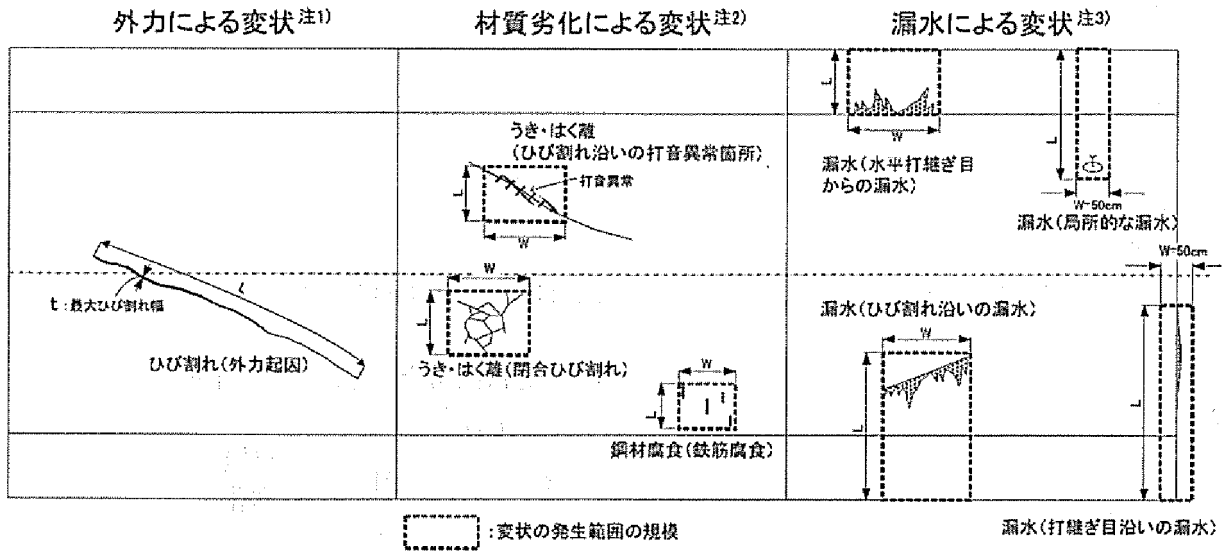 外力による変状注1)
材質劣化による変状注2)
漏水による変状注3)
t:最大ひび割れ幅
ℓ
ひび割れ(外力起因)
うき・はく離
(ひび割れ沿いの打音異常箇所)
打音異常
L
W
W
L
うき・はく離(閉合ひび割れ)
W
L
鋼材腐食(鉄筋腐食)
L
W
漏水(水平打継ぎ目
からの漏水)
L
W=50cm
漏水(局所的な漏水)
W=50cm
漏水(ひび割れ沿いの漏水)
W
L
L
漏水(打継ぎ目沿いの漏水)
:変状の発生範囲の規模